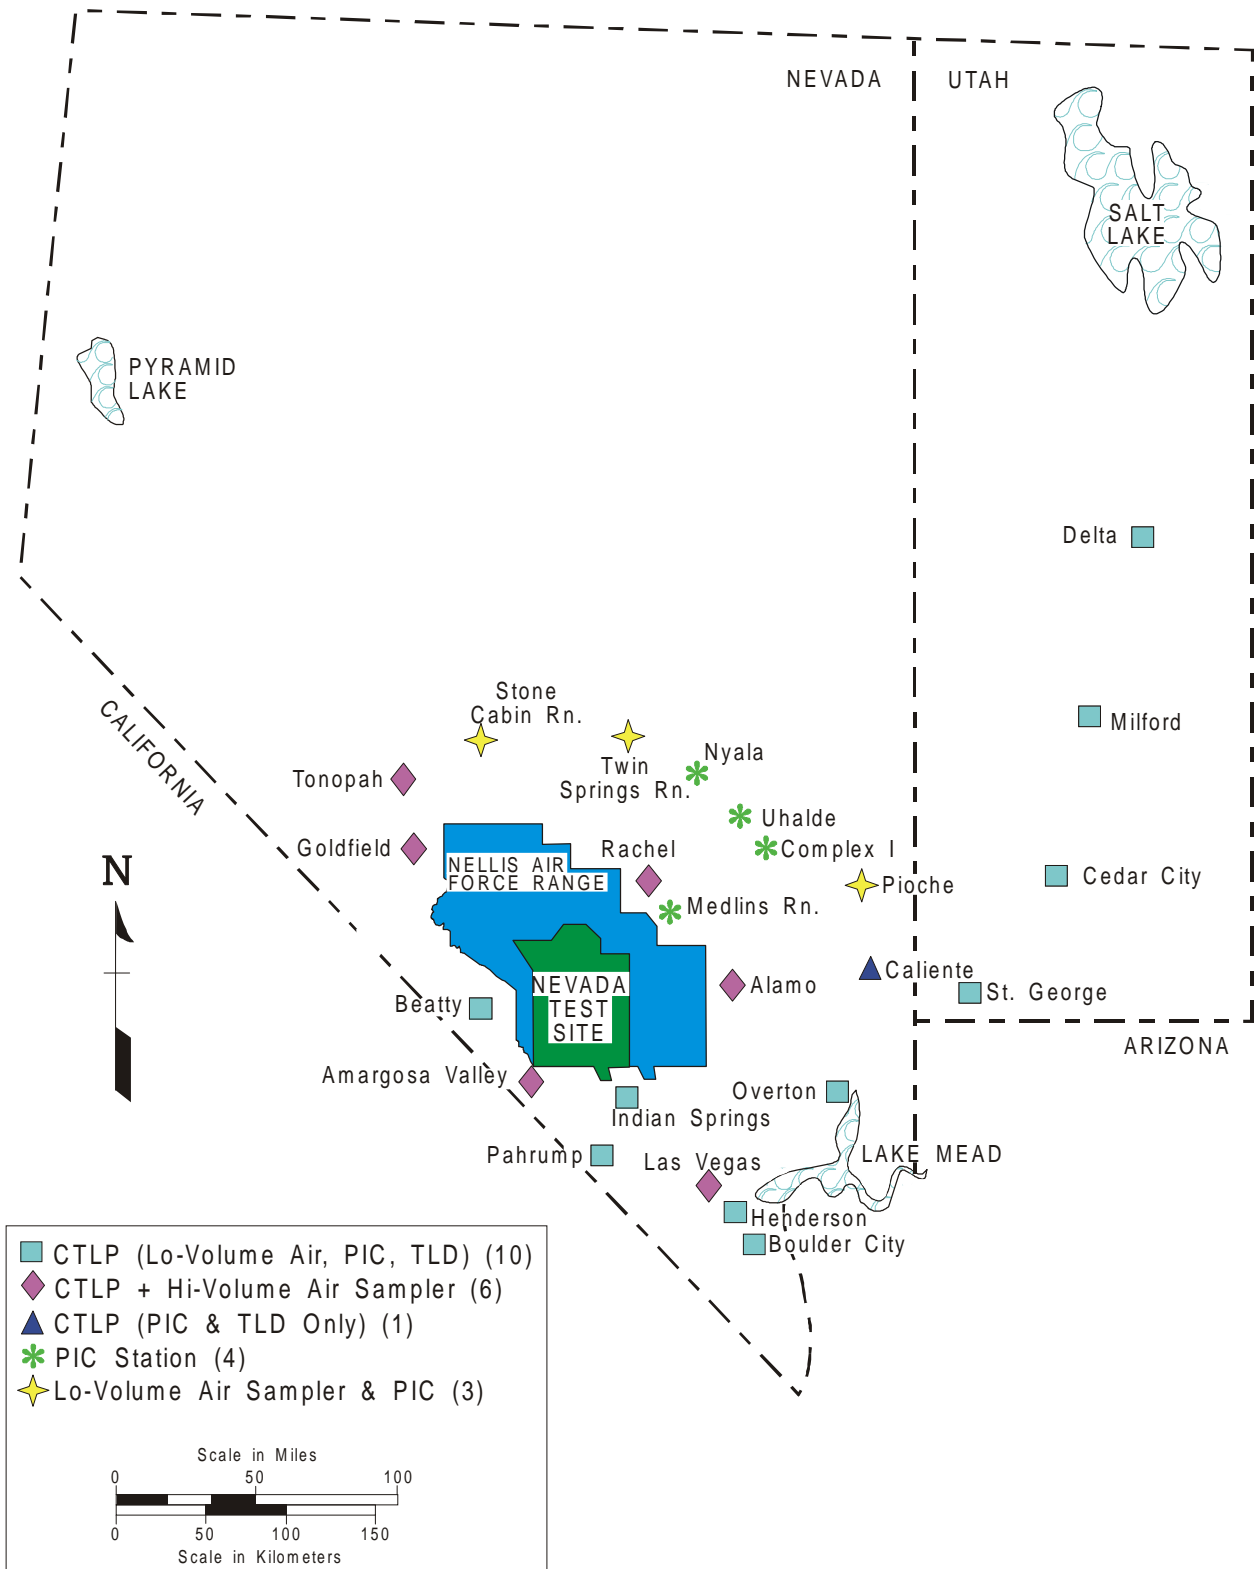 NEVADA
UTAH
SALT
LAKE
PYRAMID
LAKE
Delta
Stone
Cabin Rn.
Milford
CALIFORNIA
Twin
Springs Rn.
Nyala
Tonopah
Uhalde
Goldfield
Rachel
Complex I
NELLIS AIR
FORCE RANGE
N
Pioche
Cedar City
Medlins Rn.
Caliente
NEVADA
TEST
SITE
Alamo
St. George
Beatty
ARIZONA
Amargosa Valley
Overton
Indian Springs
Pahrump
Las Vegas
LAKE MEAD
Henderson
Boulder City
CTLP (Lo-Volume Air, PIC, TLD) (10)
CTLP + Hi-Volume Air Sampler (6)
CTLP (PIC & TLD Only) (1)
PIC Station (4)
Lo-Volume Air Sampler & PIC (3)
Scale in Miles
0 50 100
0 50 100 150
Scale in Kilometers